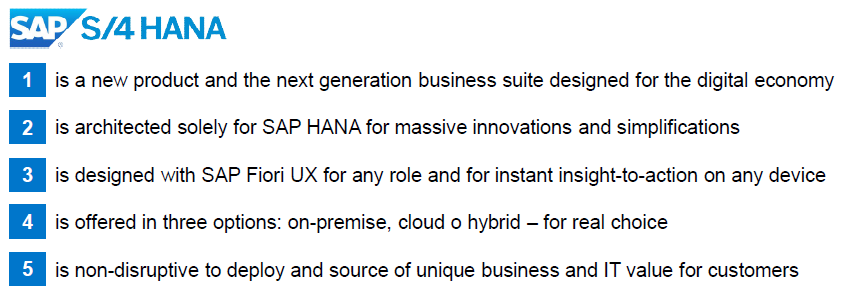 SAP® S/4 HANA
1 is a new product and the next generation business suite designed for the digital economy
2 is architected solely for SAP HANA for massive innovations and simplifications
3 is designed with SAP Fiori UX for any role and for instant insight-to-action on any device
4 is offered in three options: on-premise, cloud o hybrid – for real choice
5 is non-disruptive to deploy and source of unique business and IT value for customers